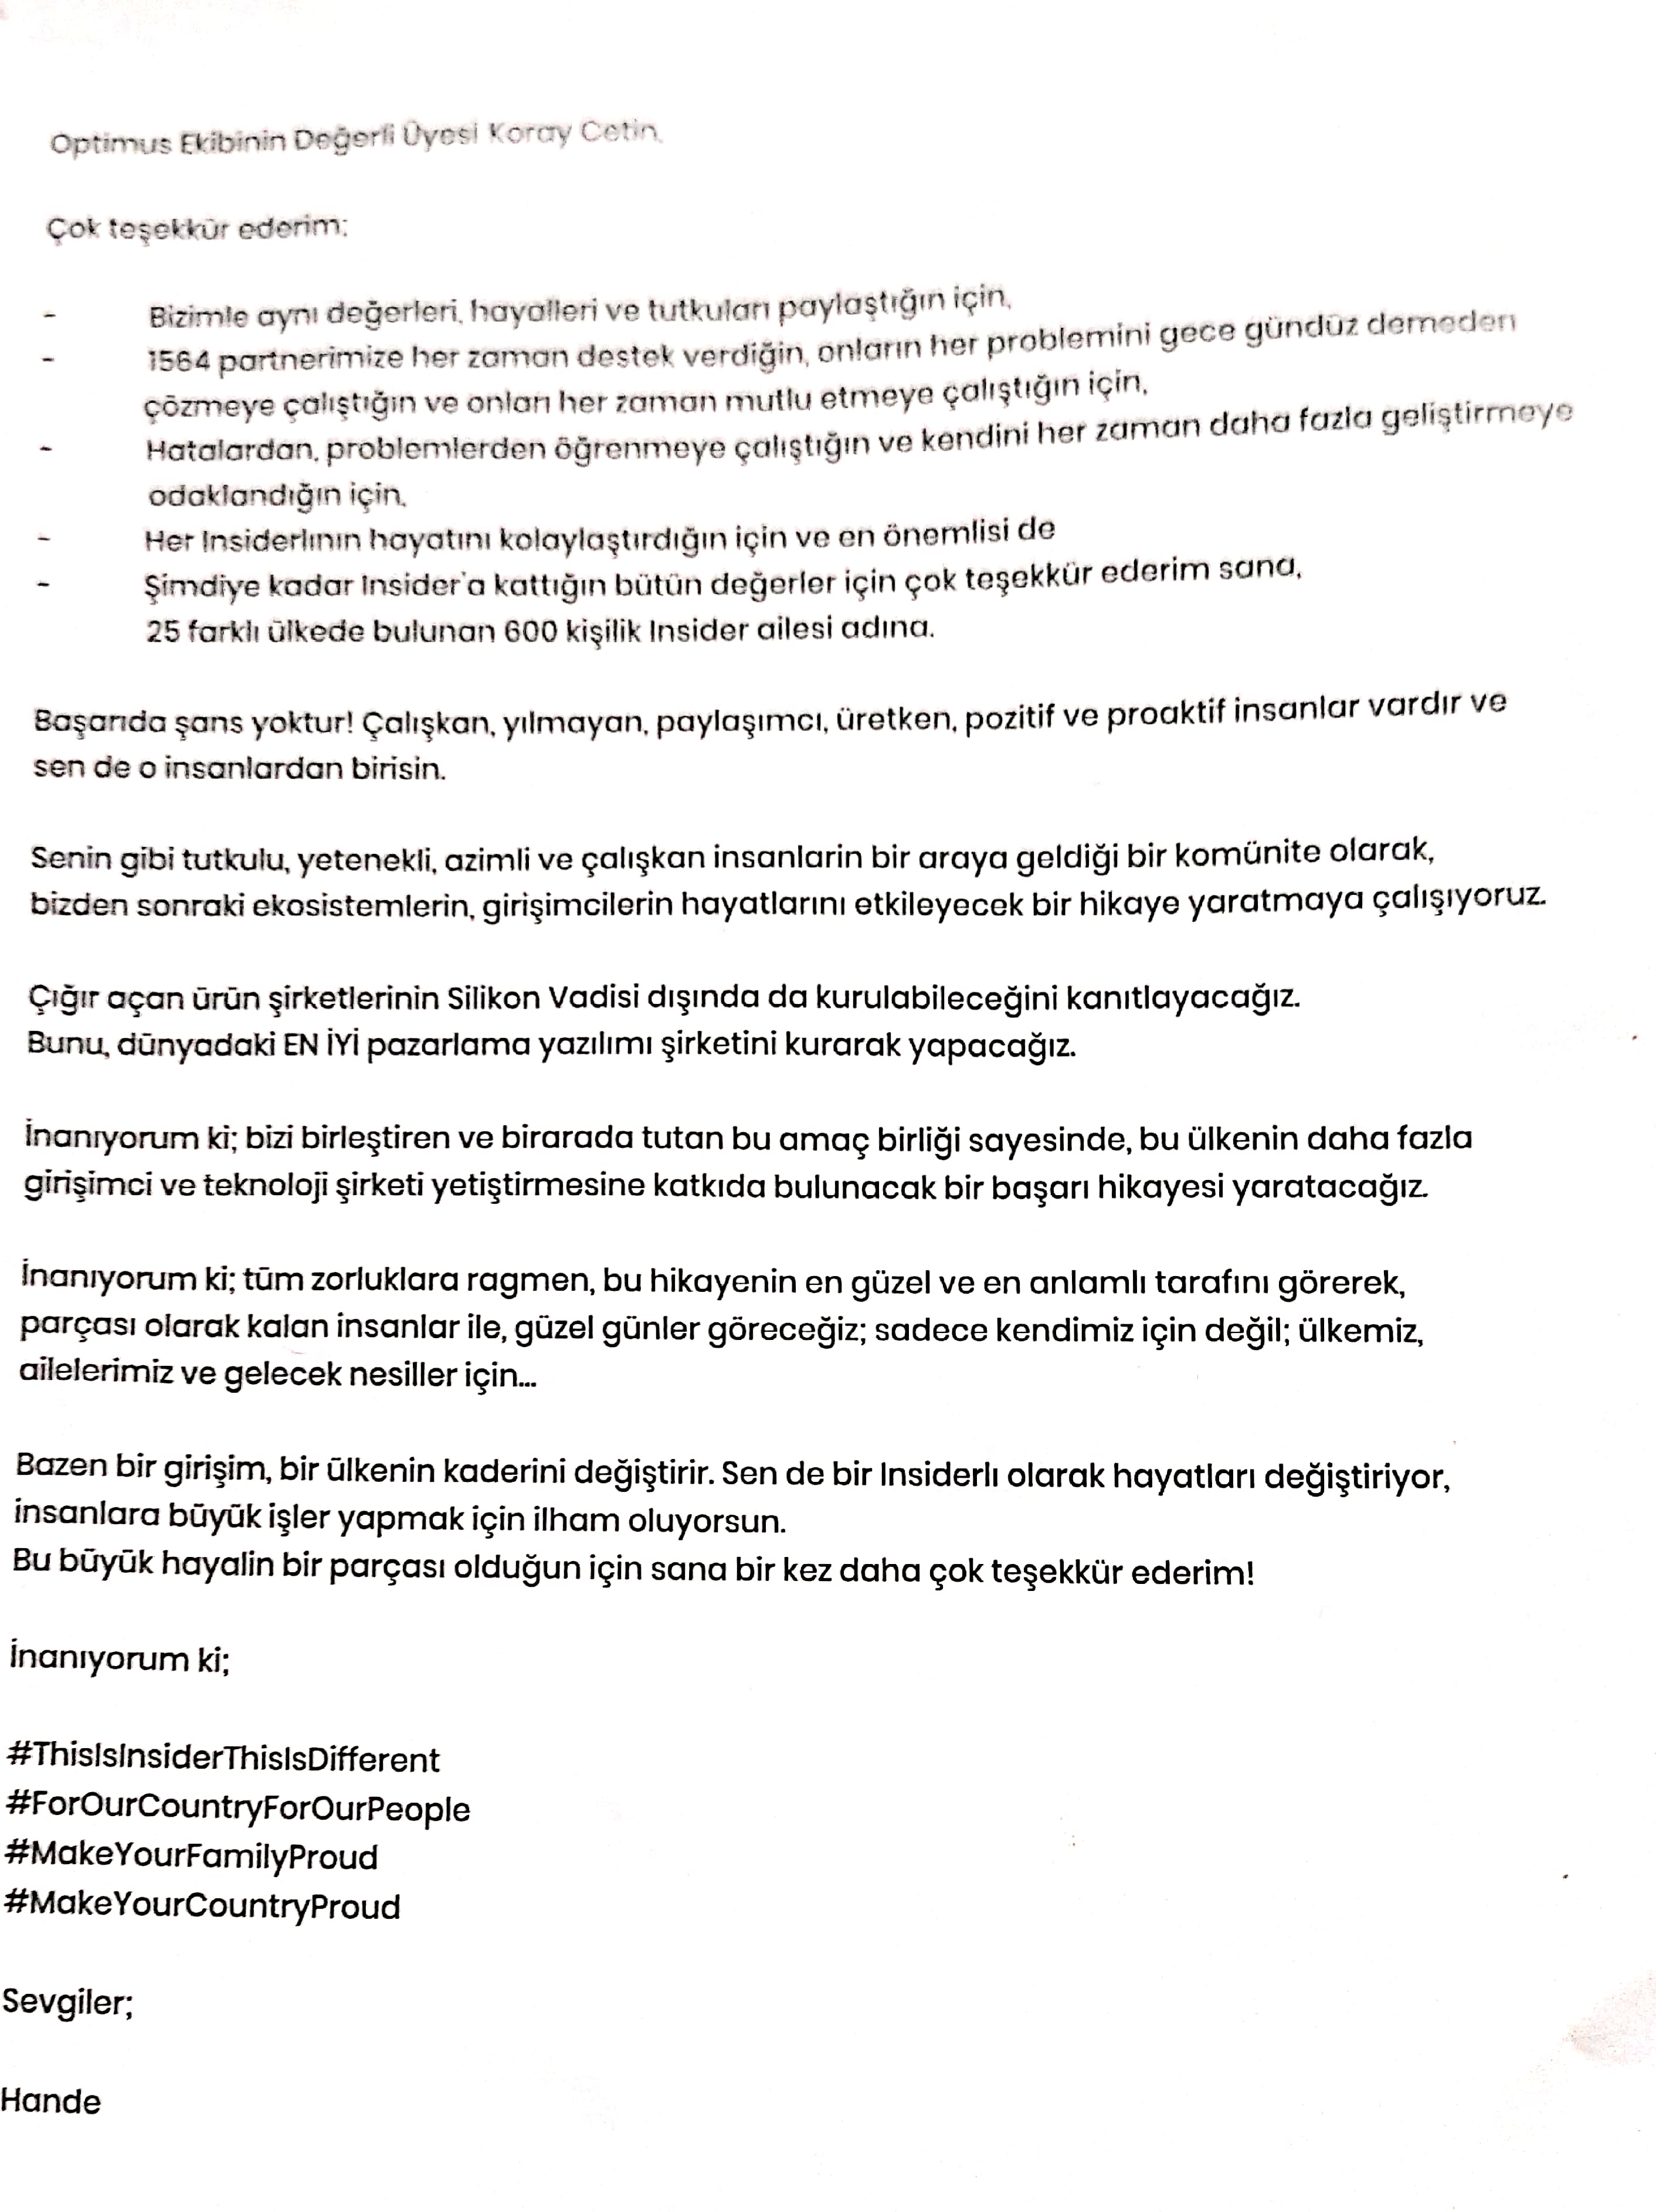 Optimus Ekibinin Değerli Üyesi Koray Cetin,
Çok teşekkür ederim;
- Bizimle aynı değerleri, hayalleri ve tutkuları paylaştığın için,
- 1564 partnerimize her zaman destek verdiğin, onların her problemini gece gündüz demeden
çözmeye çalıştığın ve onları her zaman mutlu etmeye çalıştığın için,
- Hatalardan, problemlerden öğrenmeye çalıştığın ve kendini her zaman daha fazla geliştirmeye
odaklandığın için,
- Her Insiderlının hayatını kolaylaştırdığın için ve en önemlisi de
- Şimdiye kadar Insider'a kattığın bütün değerler için çok teşekkür ederim sana,
25 farklı ülkede bulunan 600 kişilik Insider ailesi adına.
Başarıda şans yoktur! Çalışkan, yılmayan, paylaşımcı, üretken, pozitif ve proaktif insanlar vardır ve
sen de o insanlardan birisin.
Senin gibi tutkulu, yetenekli, azimli ve çalışkan insanlarin bir araya geldiği bir komünite olarak,
bizden sonraki ekosistemlerin, girişimcilerin hayatlarını etkileyecek bir hikaye yaratmaya çalışıyoruz.
Çığır açan ürün şirketlerinin Silikon Vadisi dışında da kurulabileceğini kanıtlayacağız.
Bunu, dünyadaki EN İYİ pazarlama yazılımı şirketini kurarak yapacağız.
İnanıyorum ki; bizi birleştiren ve birarada tutan bu amaç birliği sayesinde, bu ülkenin daha fazla
girişimci ve teknoloji şirketi yetiştirmesine katkıda bulunacak bir başarı hikayesi yaratacağız.
İnanıyorum ki; tüm zorluklara ragmen, bu hikayenin en güzel ve en anlamlı tarafını görerek,
parçası olarak kalan insanlar ile, güzel günler göreceğiz; sadece kendimiz için değil; ülkemiz,
ailelerimiz ve gelecek nesiller için...
Bazen bir girişim, bir ülkenin kaderini değiştirir. Sen de bir Insiderlı olarak hayatları değiştiriyor,
insanlara büyük işler yapmak için ilham oluyorsun.
Bu büyük hayalin bir parçası olduğun için sana bir kez daha çok teşekkür ederim!
İnanıyorum ki;
#ThisIsInsiderThisIsDifferent
#ForOurCountryForOurPeople
#MakeYourFamilyProud
#MakeYourCountryProud
Sevgiler;
Hande